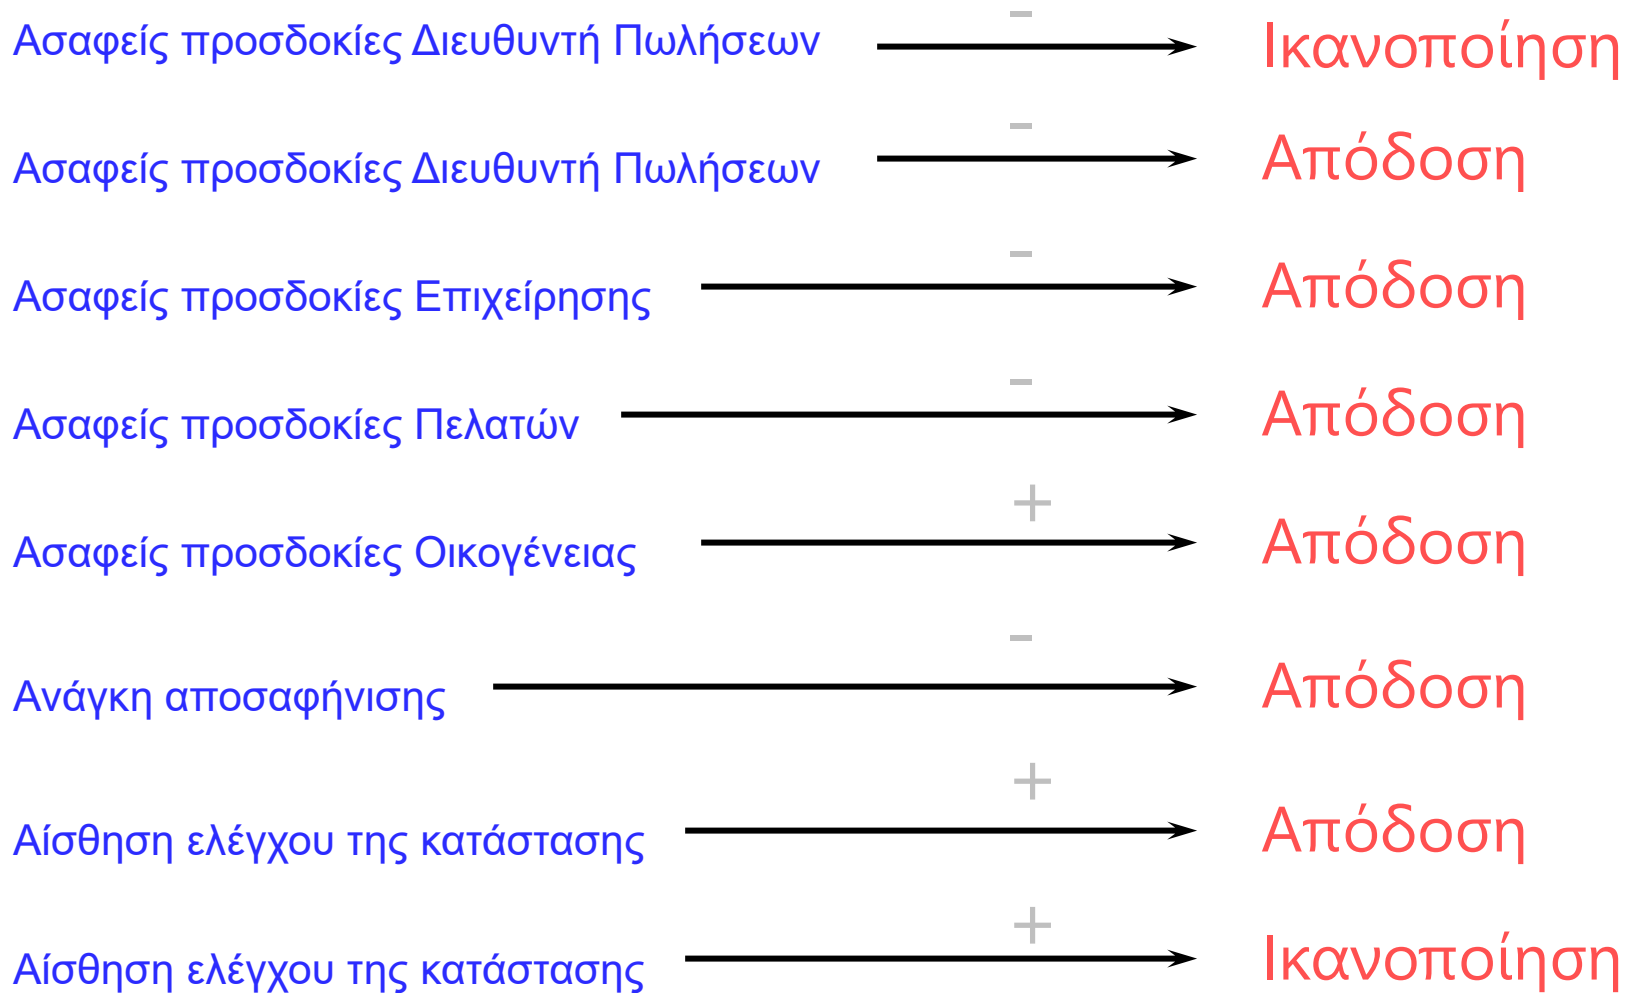 Ασαφείς προσδοκίες Διευθυντή Πωλήσεων - Ικανοποίηση
Ασαφείς προσδοκίες Διευθυντή Πωλήσεων - Απόδοση
Ασαφείς προσδοκίες Επιχείρησης - Απόδοση
Ασαφείς προσδοκίες Πελατών - Απόδοση
Ασαφείς προσδοκίες Οικογένειας + Απόδοση
Ανάγκη αποσαφήνισης - Απόδοση
Αίσθηση ελέγχου της κατάστασης + Απόδοση
Αίσθηση ελέγχου της κατάστασης + Ικανοποίηση